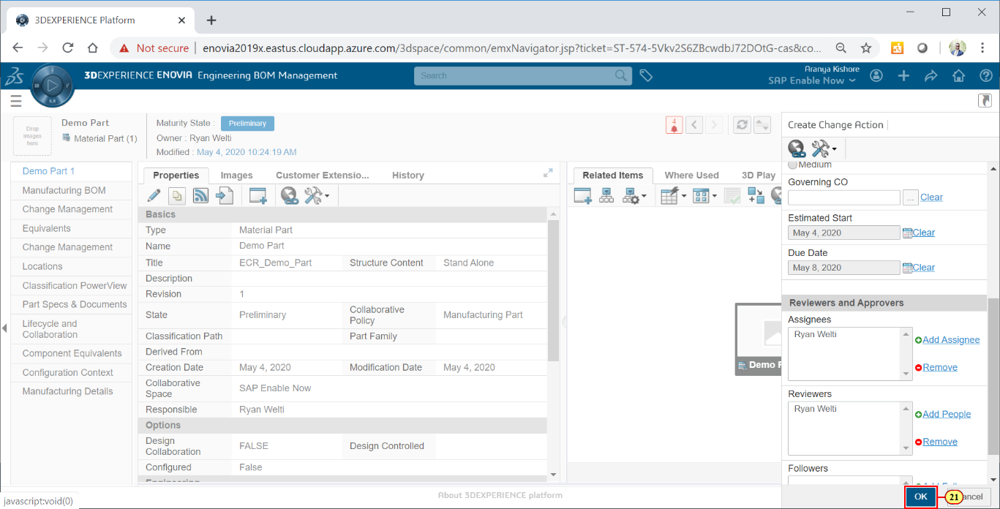 3DEXPERIENCE Platform
Not secure
enovia2019x.eastus.cloudapp.azure.com/3dspace/common/emxNavigator.jsp?ticket=ST-574-5Vkv2S6ZBcwdbJ72DOtG-cas&co...
3DEXPERIENCE ENOVIA Engineering BOM Management
Search
Aranya Kishore
SAP Enable Now
3D
V.R
Drop
images
here
Demo Part
Material Part (1)
Maturity State :
Preliminary
Owner : Ryan Welti
Modified : May 4, 2020 10:24:19 AM
4
Create Change Action
Demo Part 1
Manufacturing BOM
Change Management
Equivalents
Change Management
Locations
Classification PowerView
Part Specs & Documents
Lifecycle and
Collaboration
Component Equivalents
Configuration Context
Manufacturing Details
Properties Images Customer Extensio... History
Basics
Type Material Part
Name Demo Part
Title ECR_Demo_Part Structure Content Stand Alone
Description
Revision 1
State Preliminary Collaborative
Policy Manufacturing Part
Classification Path Part Family
Derived From
Creation Date May 4, 2020 Modification Date May 4, 2020
Collaborative
Space SAP Enable Now
Responsible Ryan Welti
Options
Design
Collaboration FALSE Design Controlled
Configured False
Engineering
Related Items Where Used 3D Play
Demo
Medium
Governing CO
... Clear
Estimated Start
May 4, 2020 Clear
Due Date
May 8, 2020 Clear
Reviewers and Approvers
Assignees
Ryan Welti
Add Assignee
Remove
Reviewers
Ryan Welti
Add People
Remove
Followers
OK
21
ancel
javascript:void(0)
About 3DEXPERIENCE platform